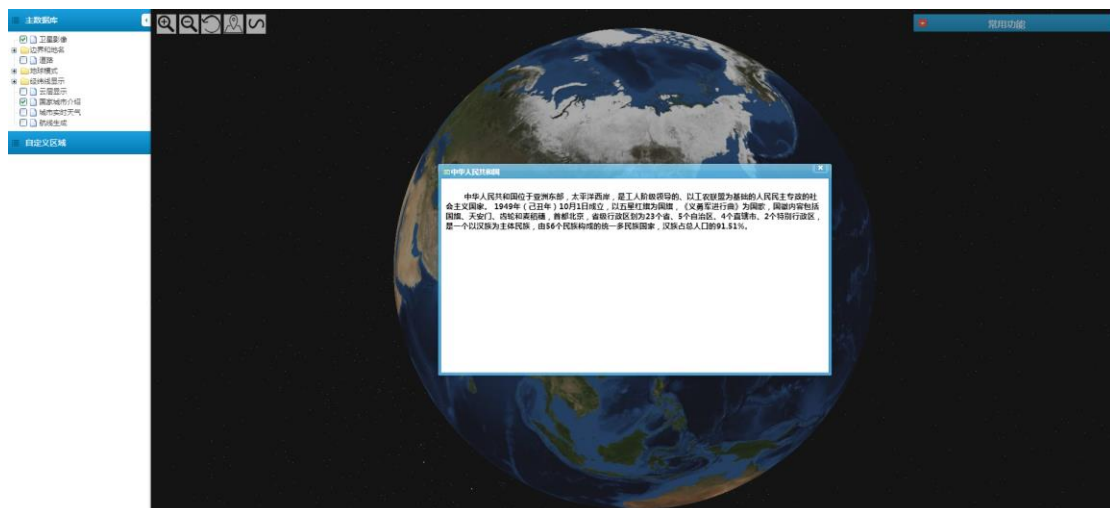 主数据库
卫星影像
边界和地名
道路
地球模式
经纬线显示
云层显示
国家城市介绍
城市实时天气
航线生成
自定义区域
常用功能
中华人民共和国
中华人民共和国位于亚洲东部，太平洋西岸，是工人阶级领导的、以工农联盟为基础的人民民主专政的社
会主义国家。 1949年（己丑年）10月1日成立，以五星红旗为国旗，《义勇军进行曲》为国歌，国徽内容包括
国旗、天安门、齿轮和麦稻穗，首都北京，省级行政区划为23个省、5个自治区、4个直辖市、2个特别行政区，
是一个以汉族为主体民族，由56个民族构成的统一多民族国家，汉族占总人口的91.51%。